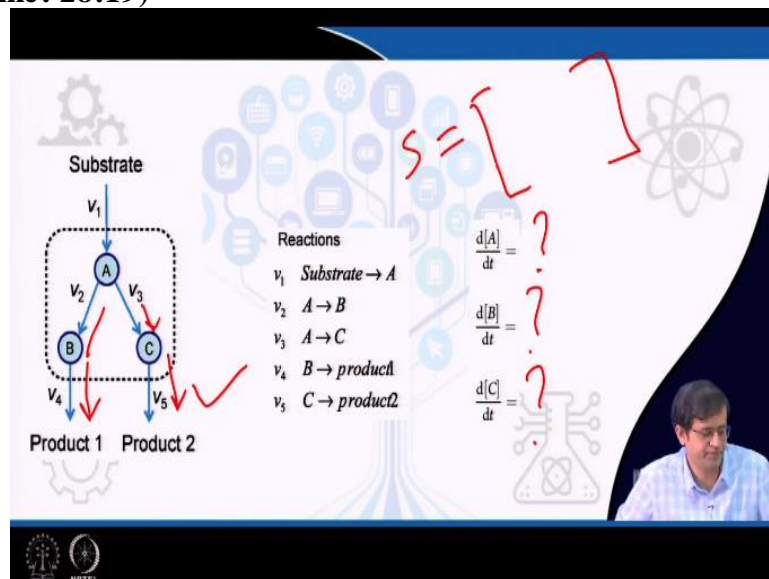 Substrate
v₁
A
v₂ v₃
B C
v₄ v₅
Product 1 Product 2
Reactions
v₁ Substrate → A
v₂ A → B
v₃ A → C
v₄ B → product1
v₅ C → product2
S = [ ]
d[A]/dt = ?
d[B]/dt = ?
d[C]/dt = ?